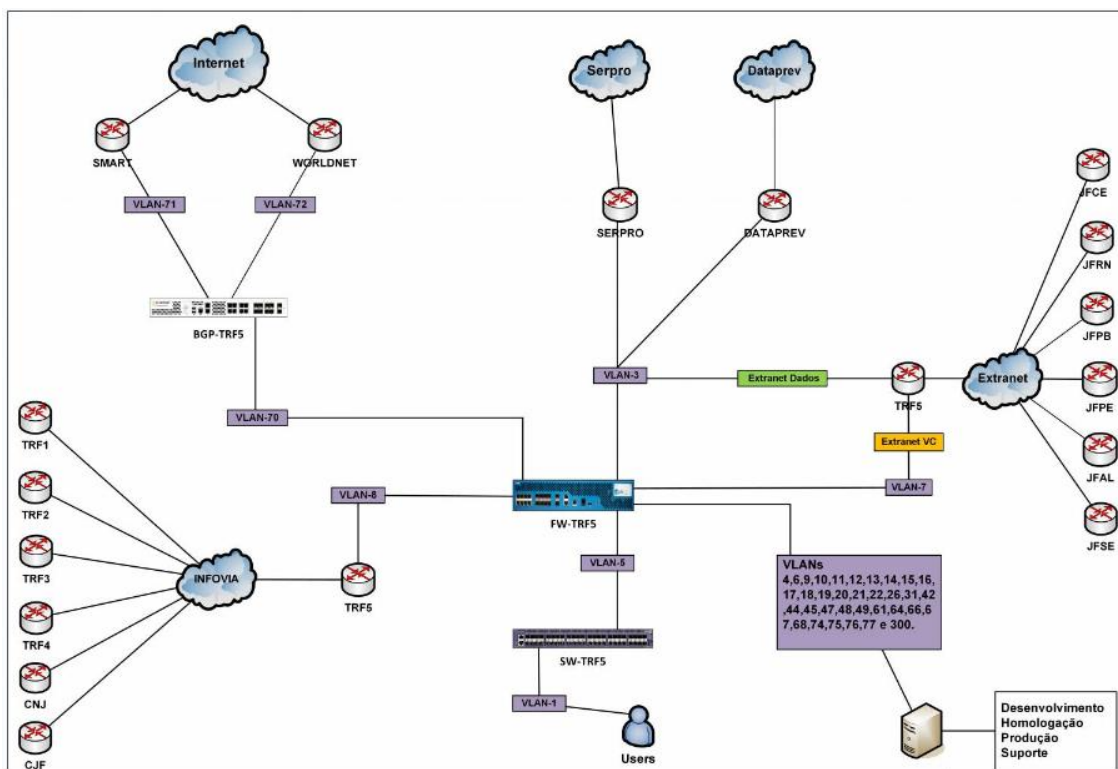 Internet
Serpro
Dataprev
SMART
WORLDNET
VLAN-71
VLAN-72
SERPRO
DATAPREV
JFCE
JFRN
JFPB
JFPE
JFAL
JFSE
BGP-TRF5
VLAN-3
Extranet Dados
TRF5
Extranet
VLAN-70
Extranet VC
VLAN-7
TRF1
TRF2
TRF3
TRF4
CNJ
CJF
INFOVIA
TRF5
VLAN-8
FW-TRF5
VLAN-5
SW-TRF5
VLAN-1
Users
VLANs
4,6,9,10,11,12,13,14,15,16,
17,18,19,20,21,22,26,31,42
,44,45,47,48,49,61,64,66,6
7,68,74,75,76,77 e 300.
Desenvolvimento
Homologação
Produção
Suporte